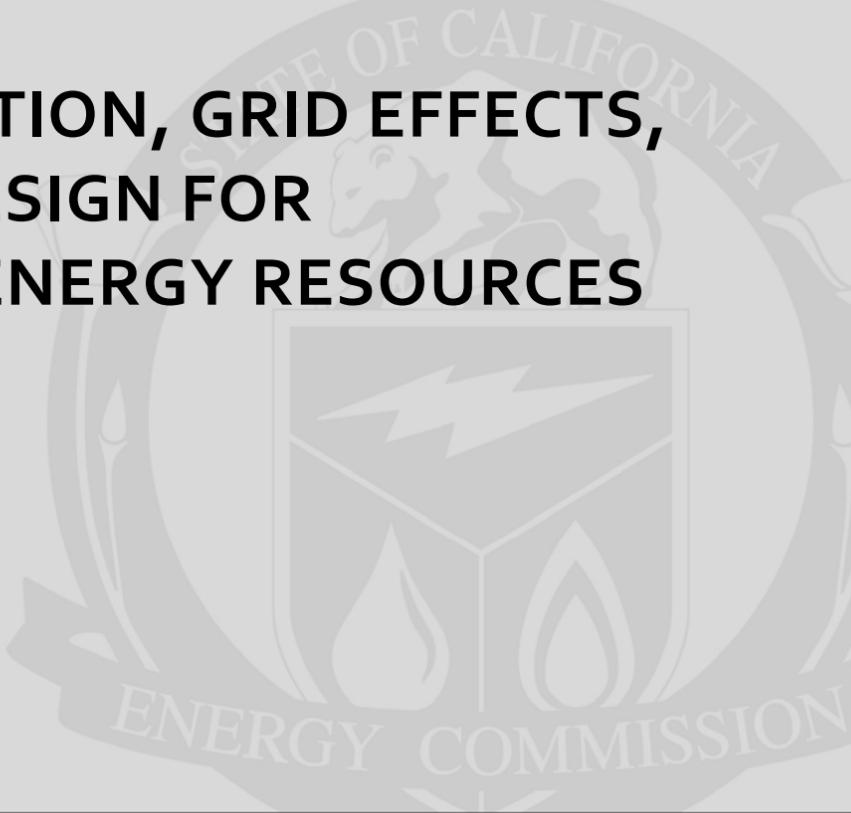 TION, GRID EFFECTS,
SIGN FOR
ENERGY RESOURCES
STATE OF CALIFORNIA
ENERGY COMMISSION